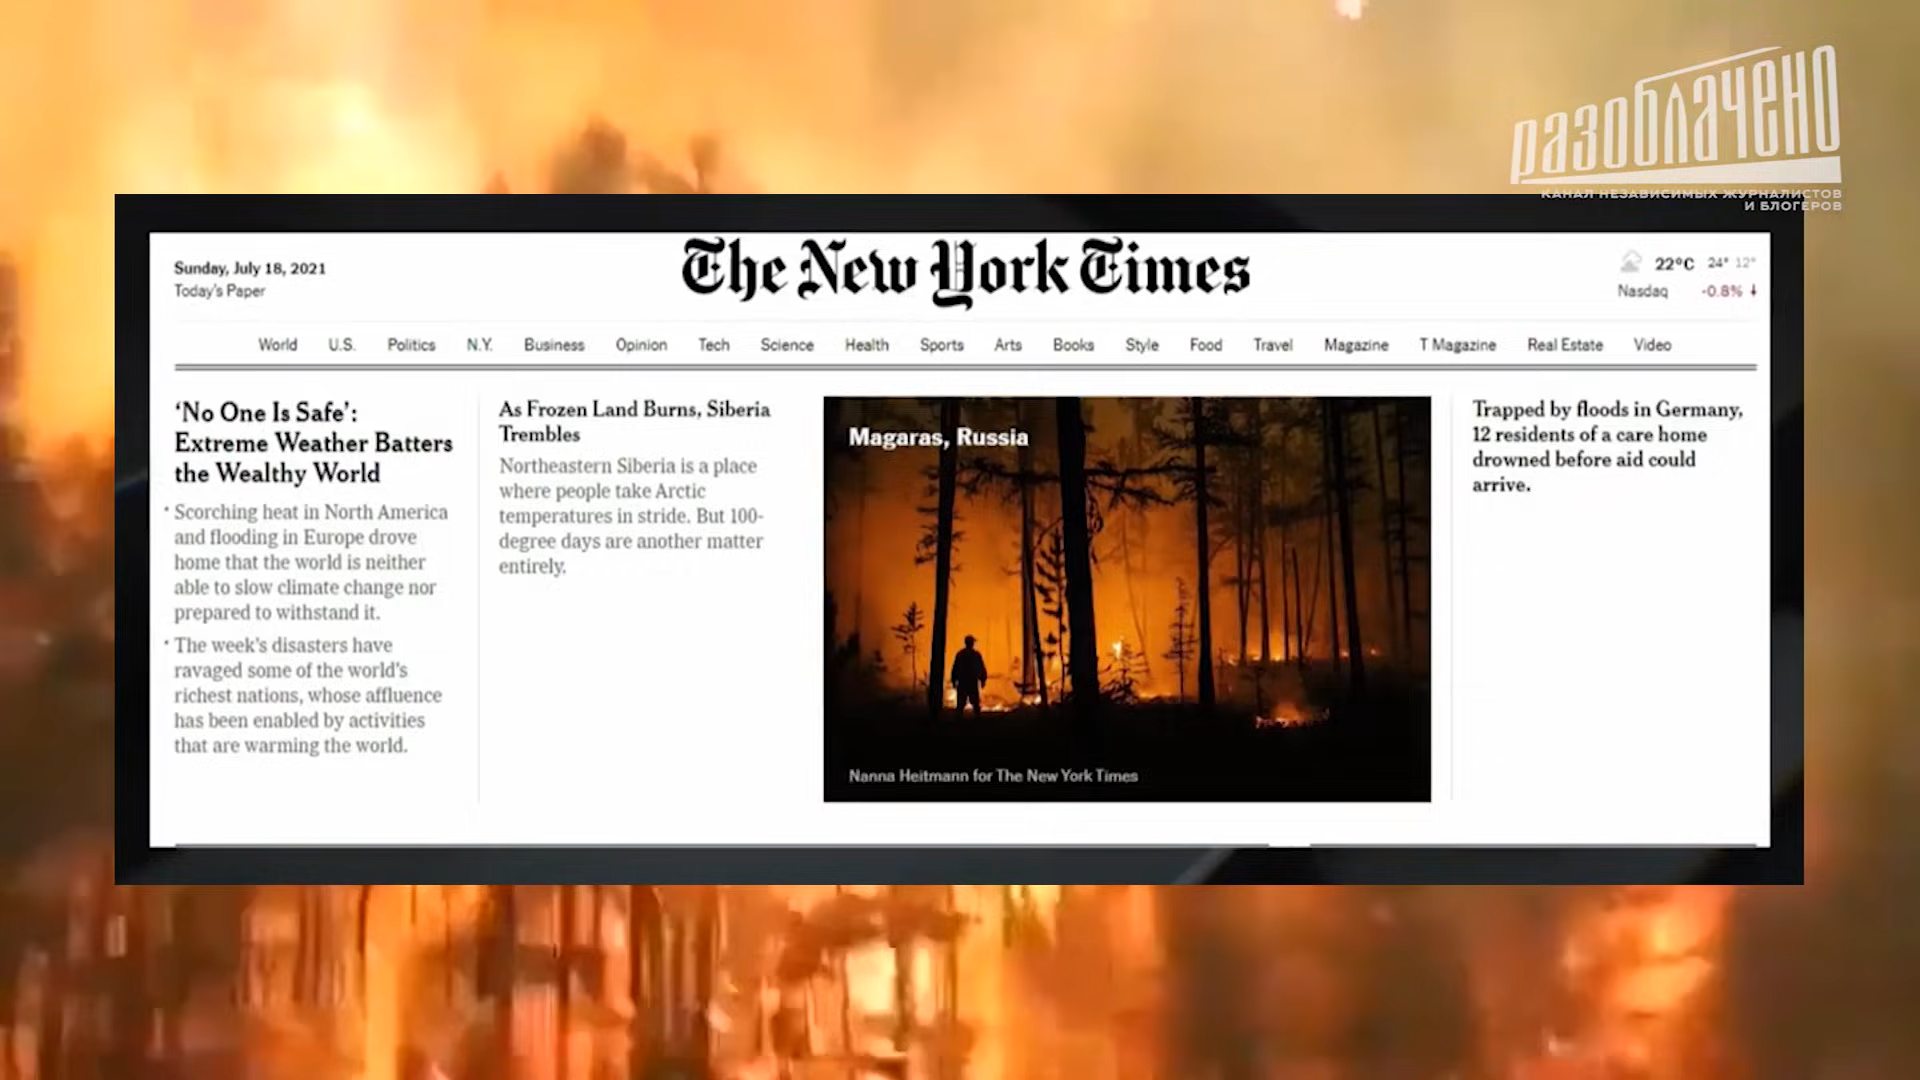 разоблачено
КАНАЛ НЕЗАВИСИМЫХ ЖУРНАЛИСТОВ
И БЛОГЕРОВ
Sunday, July 18, 2021
Today's Paper
The New York Times
22°C 24° 12°
Nasdaq -0.8% ↓
World U.S. Politics N.Y. Business Opinion Tech Science Health Sports Arts Books Style Food Travel Magazine T Magazine Real Estate Video
‘No One Is Safe’:
Extreme Weather Batters
the Wealthy World
• Scorching heat in North America
and flooding in Europe drove
home that the world is neither
able to slow climate change nor
prepared to withstand it.
• The week's disasters have
ravaged some of the world's
richest nations, whose affluence
has been enabled by activities
that are warming the world.
As Frozen Land Burns, Siberia
Trembles
Northeastern Siberia is a place
where people take Arctic
temperatures in stride. But 100-
degree days are another matter
entirely.
Magaras, Russia
Nanna Heitmann for The New York Times
Trapped by floods in Germany,
12 residents of a care home
drowned before aid could
arrive.